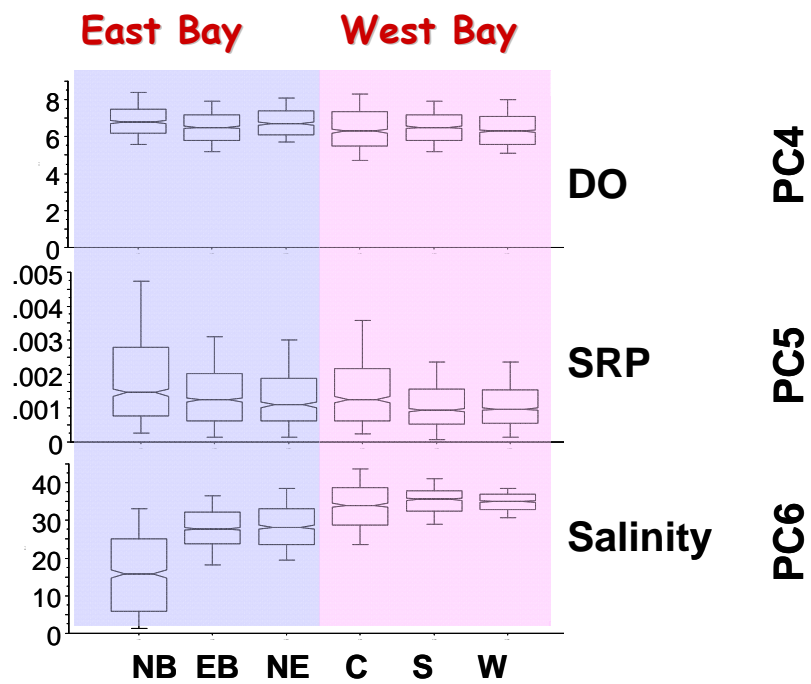 East Bay West Bay
8
6
4
2
0
DO
PC4
.005
.004
.003
.002
.001
0
SRP
PC5
40
30
20
10
0
Salinity
PC6
NB EB NE C S W